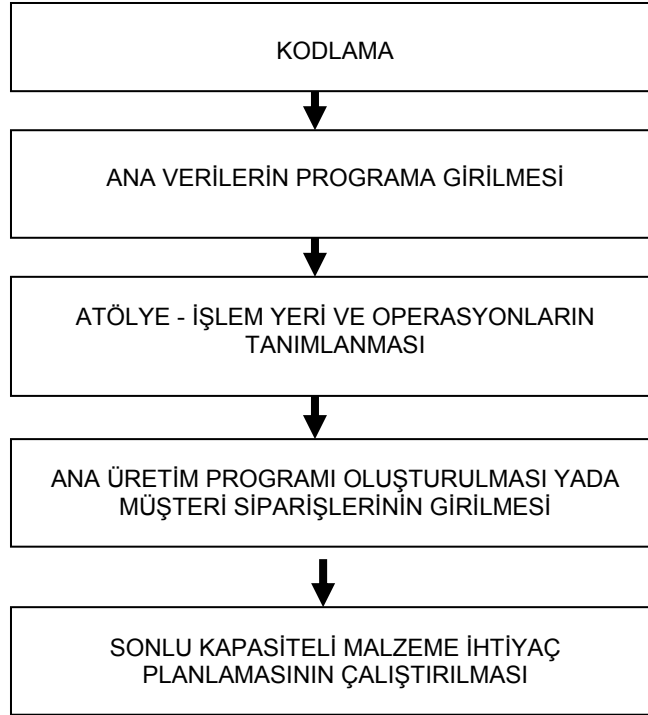 KODLAMA
ANA VERİLERİN PROGRAMA GİRİLMESİ
ATÖLYE - İŞLEM YERİ VE OPERASYONLARIN
TANIMLANMASI
ANA ÜRETİM PROGRAMI OLUŞTURULMASI YADA
MÜŞTERİ SİPARİŞLERİNİN GİRİLMESİ
SONLU KAPASİTELİ MALZEME İHTİYAÇ
PLANLAMASININ ÇALIŞTIRILMASI